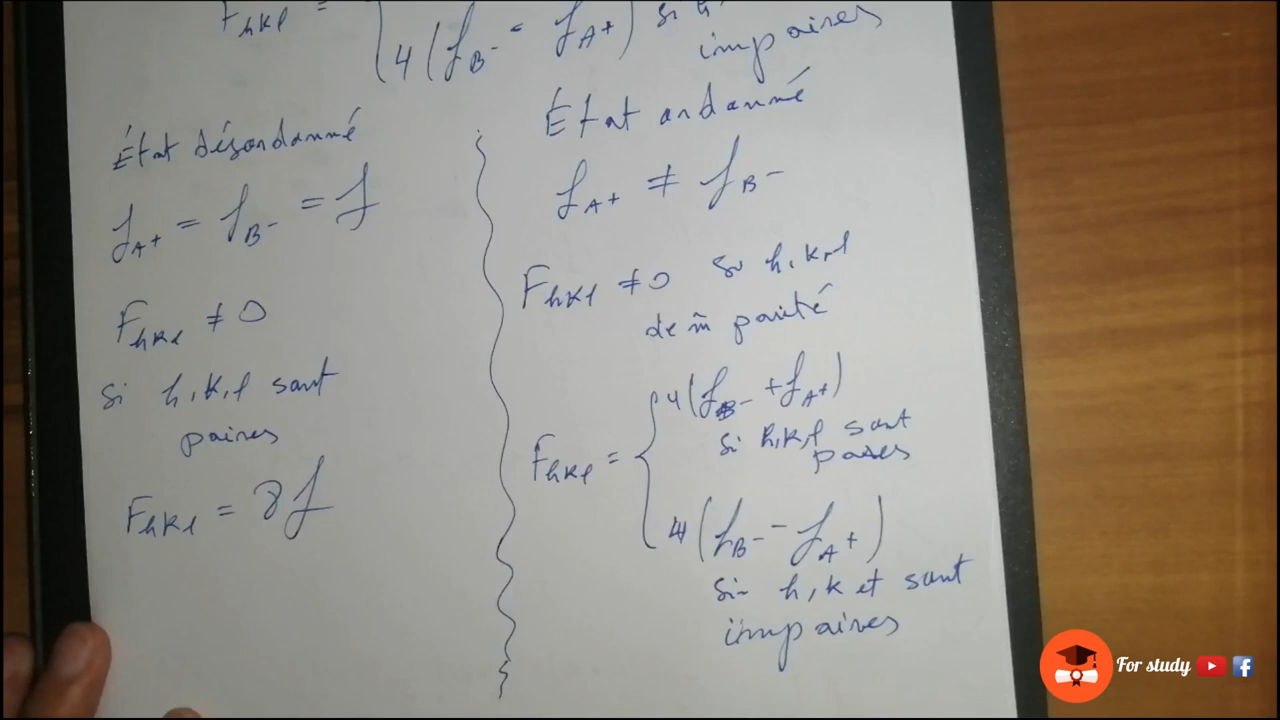 F_hkl = { 4(f_B- - f_A+) si h,
impaires
État désordonné
f_A+ = f_B- = f
F_hkl ≠ 0
Si h, k, l sont
paires
F_hkl = 8f
État ordonné
f_A+ ≠ f_B-
F_hkl ≠ 0 si h, k, l
de m̄ parité
F_hkl = { 4(f_B- + f_A+)
si h, k, l sont
paires
4(f_B- - f_A+)
si h, k et sont
impaires
For study